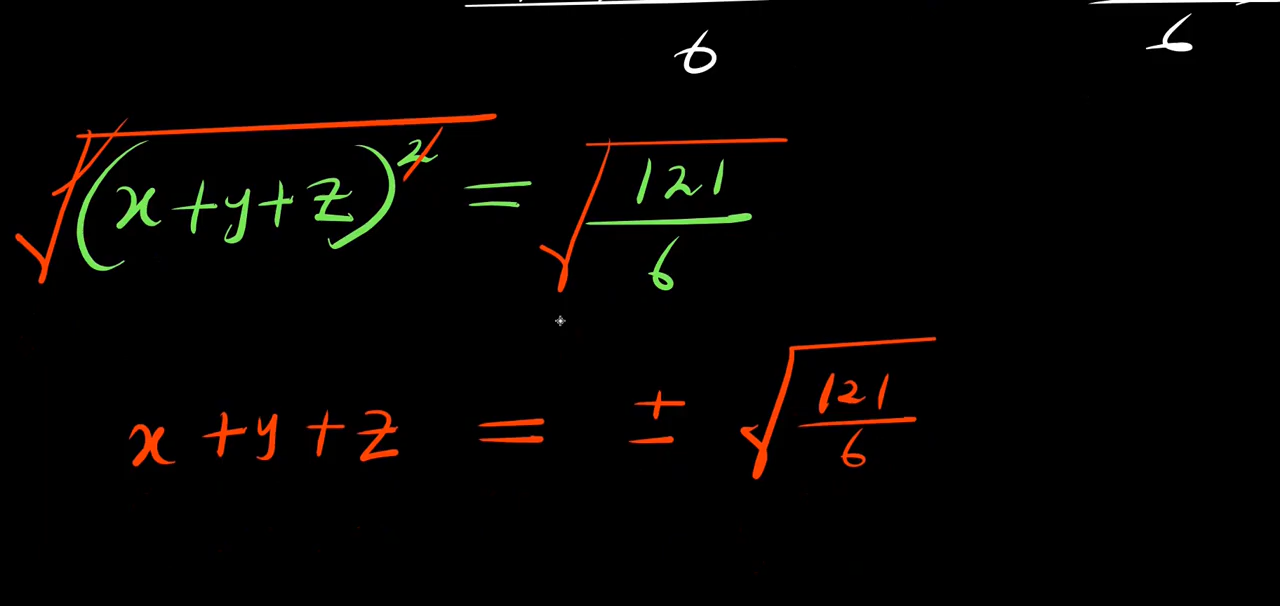 6 6
√(x+y+z)² = √121/6
x+y+z = ± √121/6